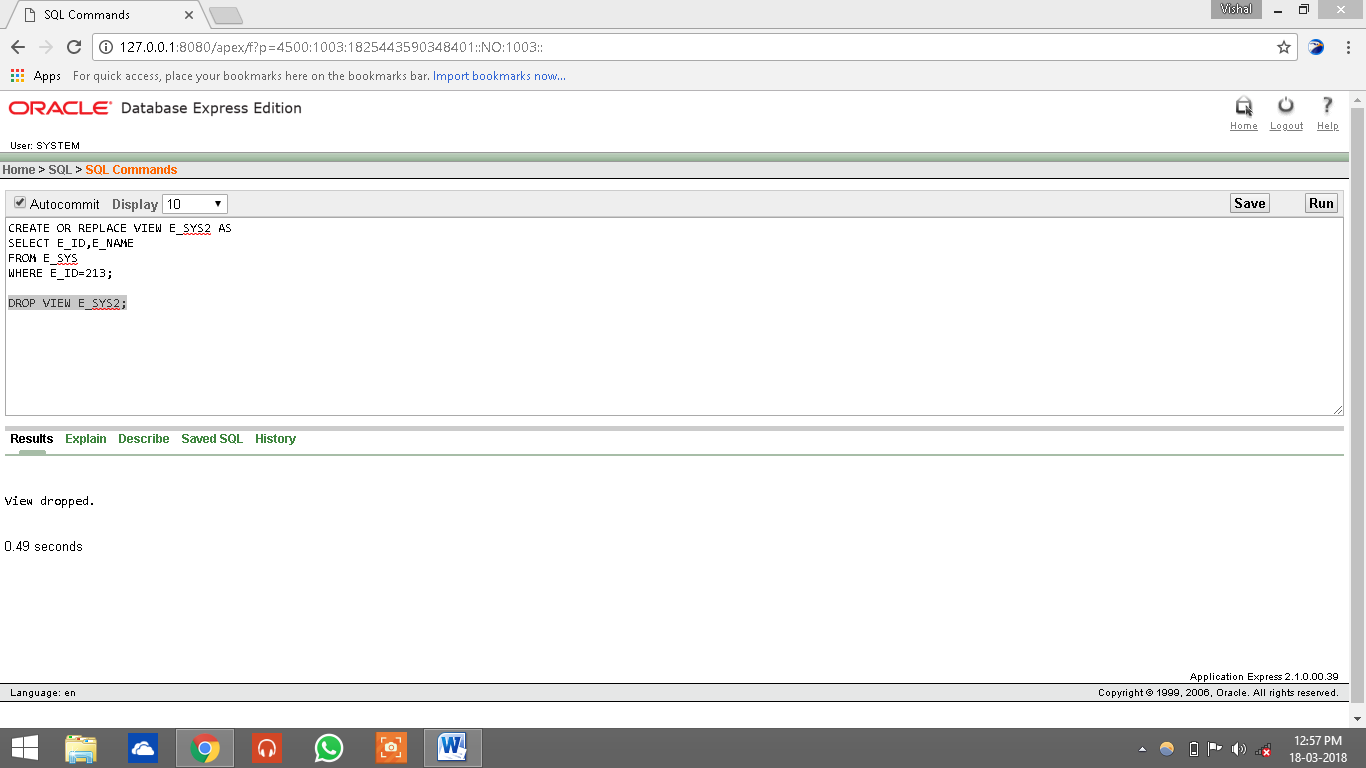 SQL Commands
Vishal
127.0.0.1:8080/apex/f?p=4500:1003:1825443590348401::NO:1003::
Apps For quick access, place your bookmarks here on the bookmarks bar. Import bookmarks now...
ORACLE Database Express Edition
Home Logout Help
User: SYSTEM
Home > SQL > SQL Commands
Autocommit Display 10 Save Run
CREATE OR REPLACE VIEW E_SYS2 AS
SELECT E_ID,E_NAME
FROM E_SYS
WHERE E_ID=213;
DROP VIEW E_SYS2;
Results Explain Describe Saved SQL History
View dropped.
0.49 seconds
Application Express 2.1.0.00.39
Language: en Copyright © 1999, 2006, Oracle. All rights reserved.
12:57 PM
18-03-2018